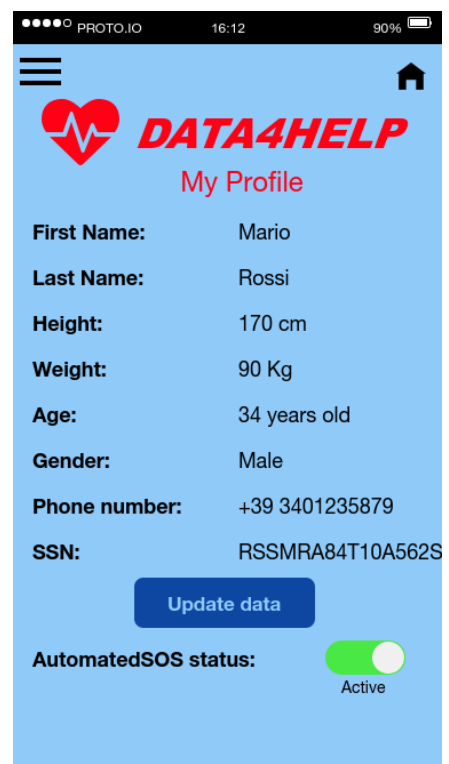 PROTO.IO 16:12 90%
DATA4HELP
My Profile
First Name: Mario
Last Name: Rossi
Height: 170 cm
Weight: 90 Kg
Age: 34 years old
Gender: Male
Phone number: +39 3401235879
SSN: RSSMRA84T10A562S
Update data
AutomatedSOS status:
Active